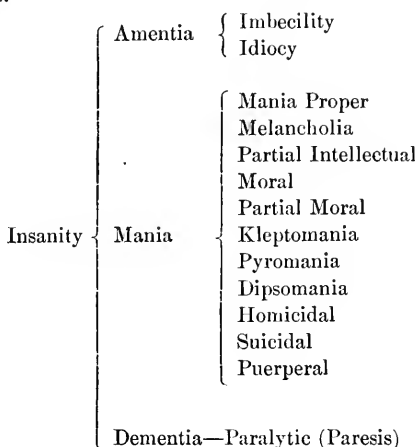 Imbecility
Amentia
Idiocy
Mania Proper
Melancholia
Partial Intellectual
Moral
Partial Moral
Insanity Mania Kleptomania
Pyromania
Dipsomania
Homicidal
Suicidal
Puerperal
Dementia—Paralytic (Paresis)